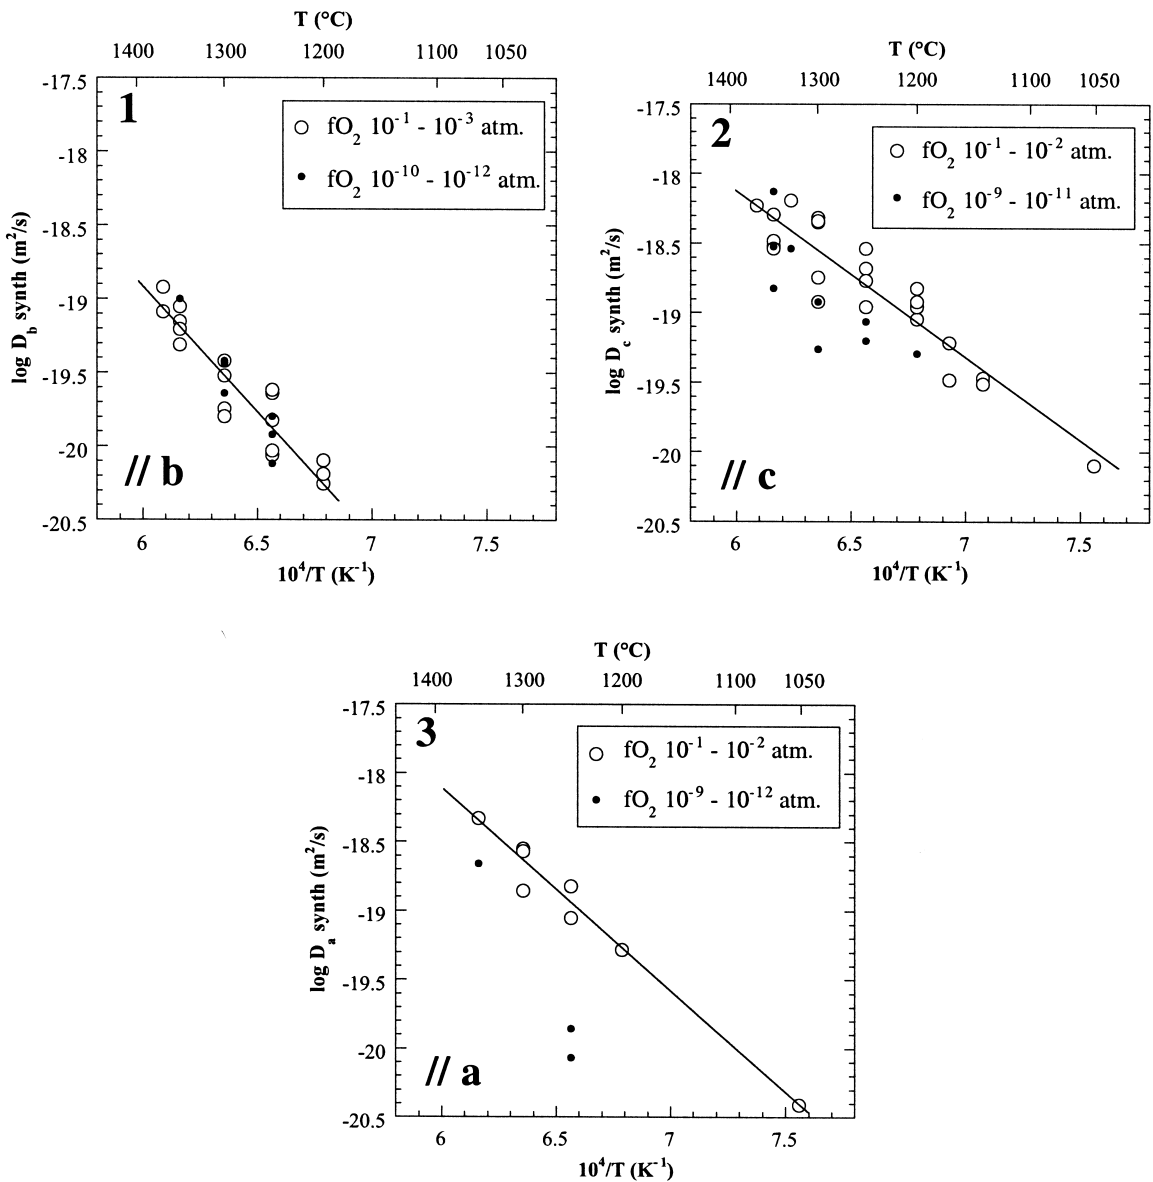 T (°C)
1400 1300 1200 1100 1050
1
-17.5
-18
-18.5
-19
-19.5
-20
-20.5
log D_b synth (m²/s)
fO₂ 10⁻¹ - 10⁻³ atm.
fO₂ 10⁻¹⁰ - 10⁻¹² atm.
// b
6 6.5 7 7.5
10⁴/T (K⁻¹)
T (°C)
1400 1300 1200 1100 1050
2
-17.5
-18
-18.5
-19
-19.5
-20
-20.5
log D_c synth (m²/s)
fO₂ 10⁻¹ - 10⁻² atm.
fO₂ 10⁻⁹ - 10⁻¹¹ atm.
// c
6 6.5 7 7.5
10⁴/T (K⁻¹)
T (°C)
1400 1300 1200 1100 1050
3
-17.5
-18
-18.5
-19
-19.5
-20
-20.5
log D_a synth (m²/s)
fO₂ 10⁻¹ - 10⁻² atm.
fO₂ 10⁻⁹ - 10⁻¹² atm.
// a
6 6.5 7 7.5
10⁴/T (K⁻¹)